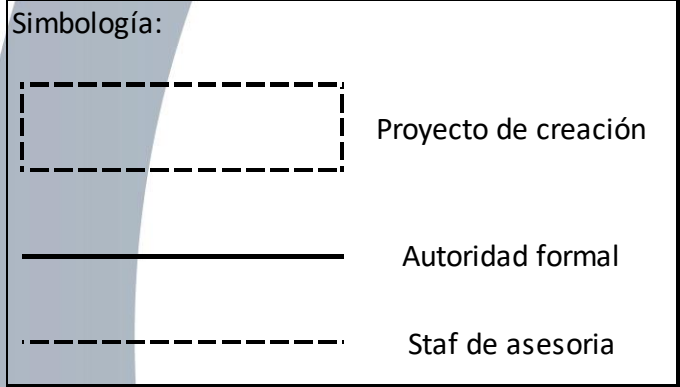 Simbología:
Proyecto de creación
Autoridad formal
Staf de asesoria